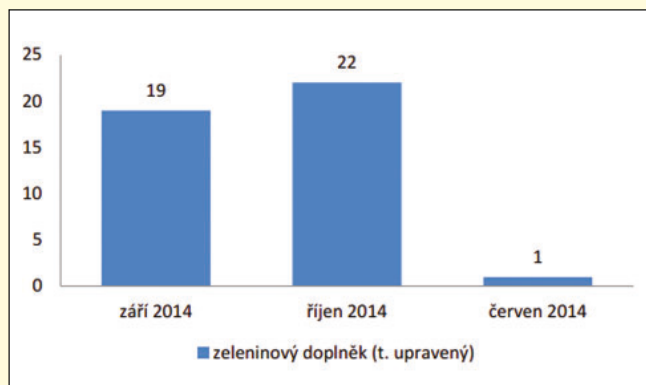 25
20
15
10
5
0
19
22
1
září 2014
říjen 2014
červen 2014
zeleninový doplněk (t. upravený)